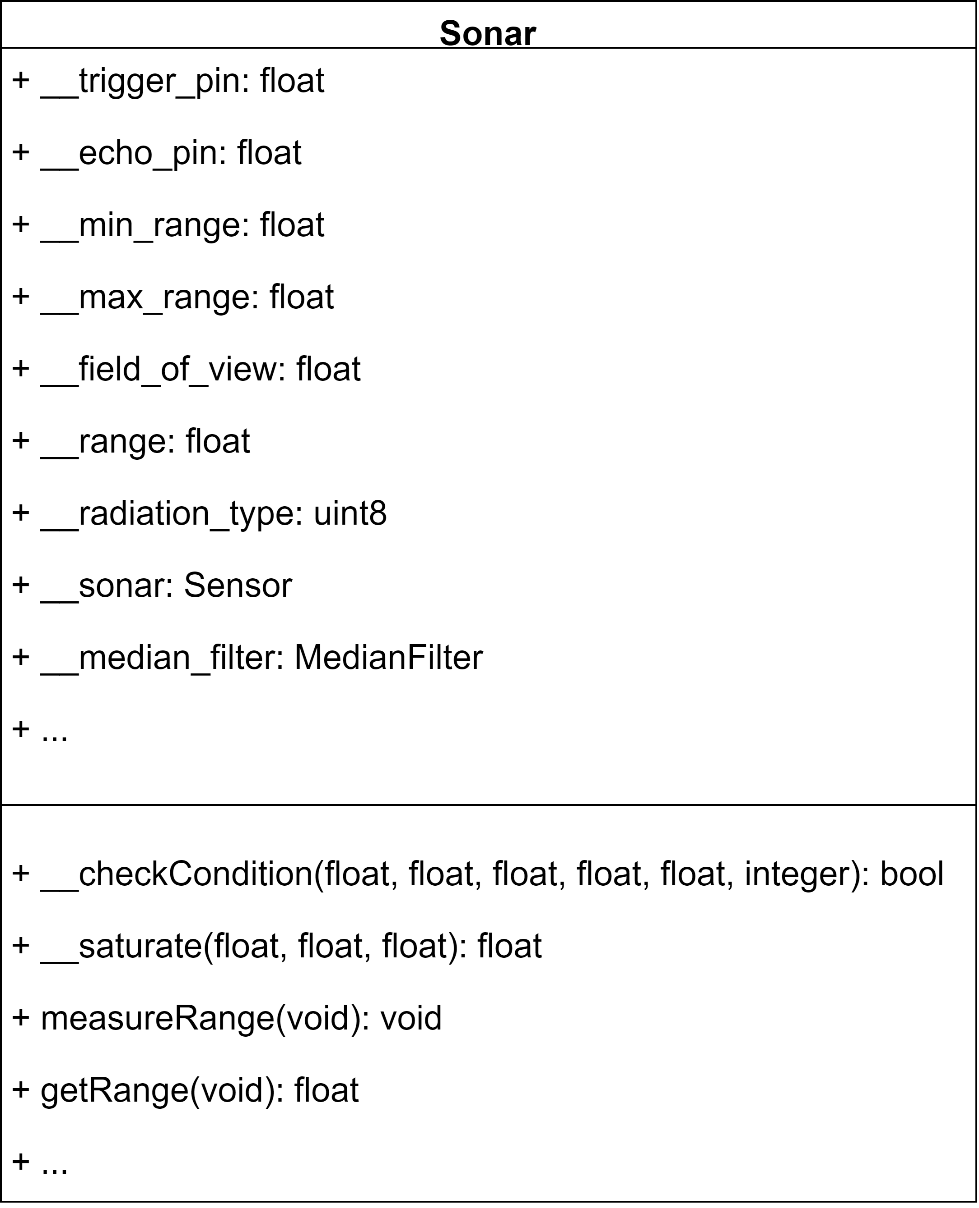 Sonar
+ __trigger_pin: float
+ __echo_pin: float
+ __min_range: float
+ __max_range: float
+ __field_of_view: float
+ __range: float
+ __radiation_type: uint8
+ __sonar: Sensor
+ __median_filter: MedianFilter
+ ...
+ __checkCondition(float, float, float, float, float, integer): bool
+ __saturate(float, float, float): float
+ measureRange(void): void
+ getRange(void): float
+ ...